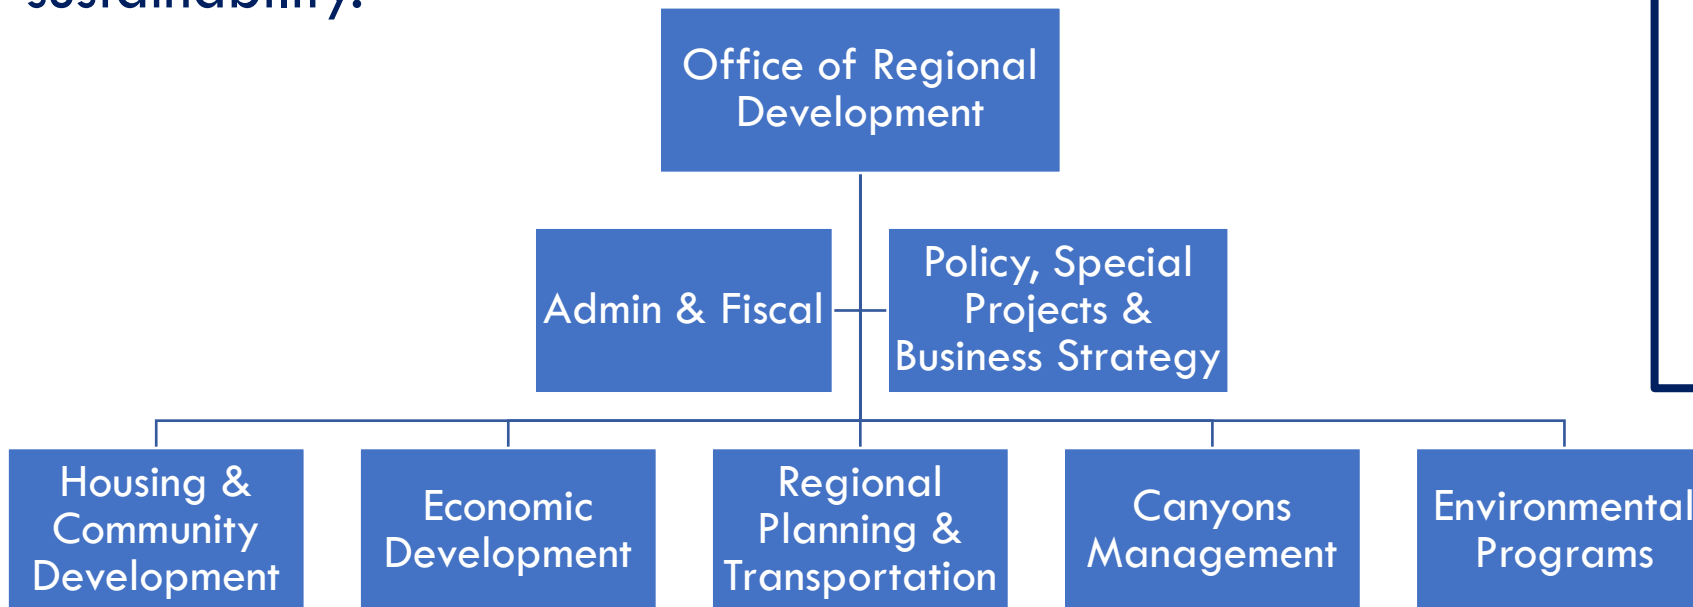 sustainability.
Office of Regional
Development
Admin & Fiscal
Policy, Special
Projects &
Business Strategy
Housing &
Community
Development
Economic
Development
Regional
Planning &
Transportation
Canyons
Management
Environmental
Programs